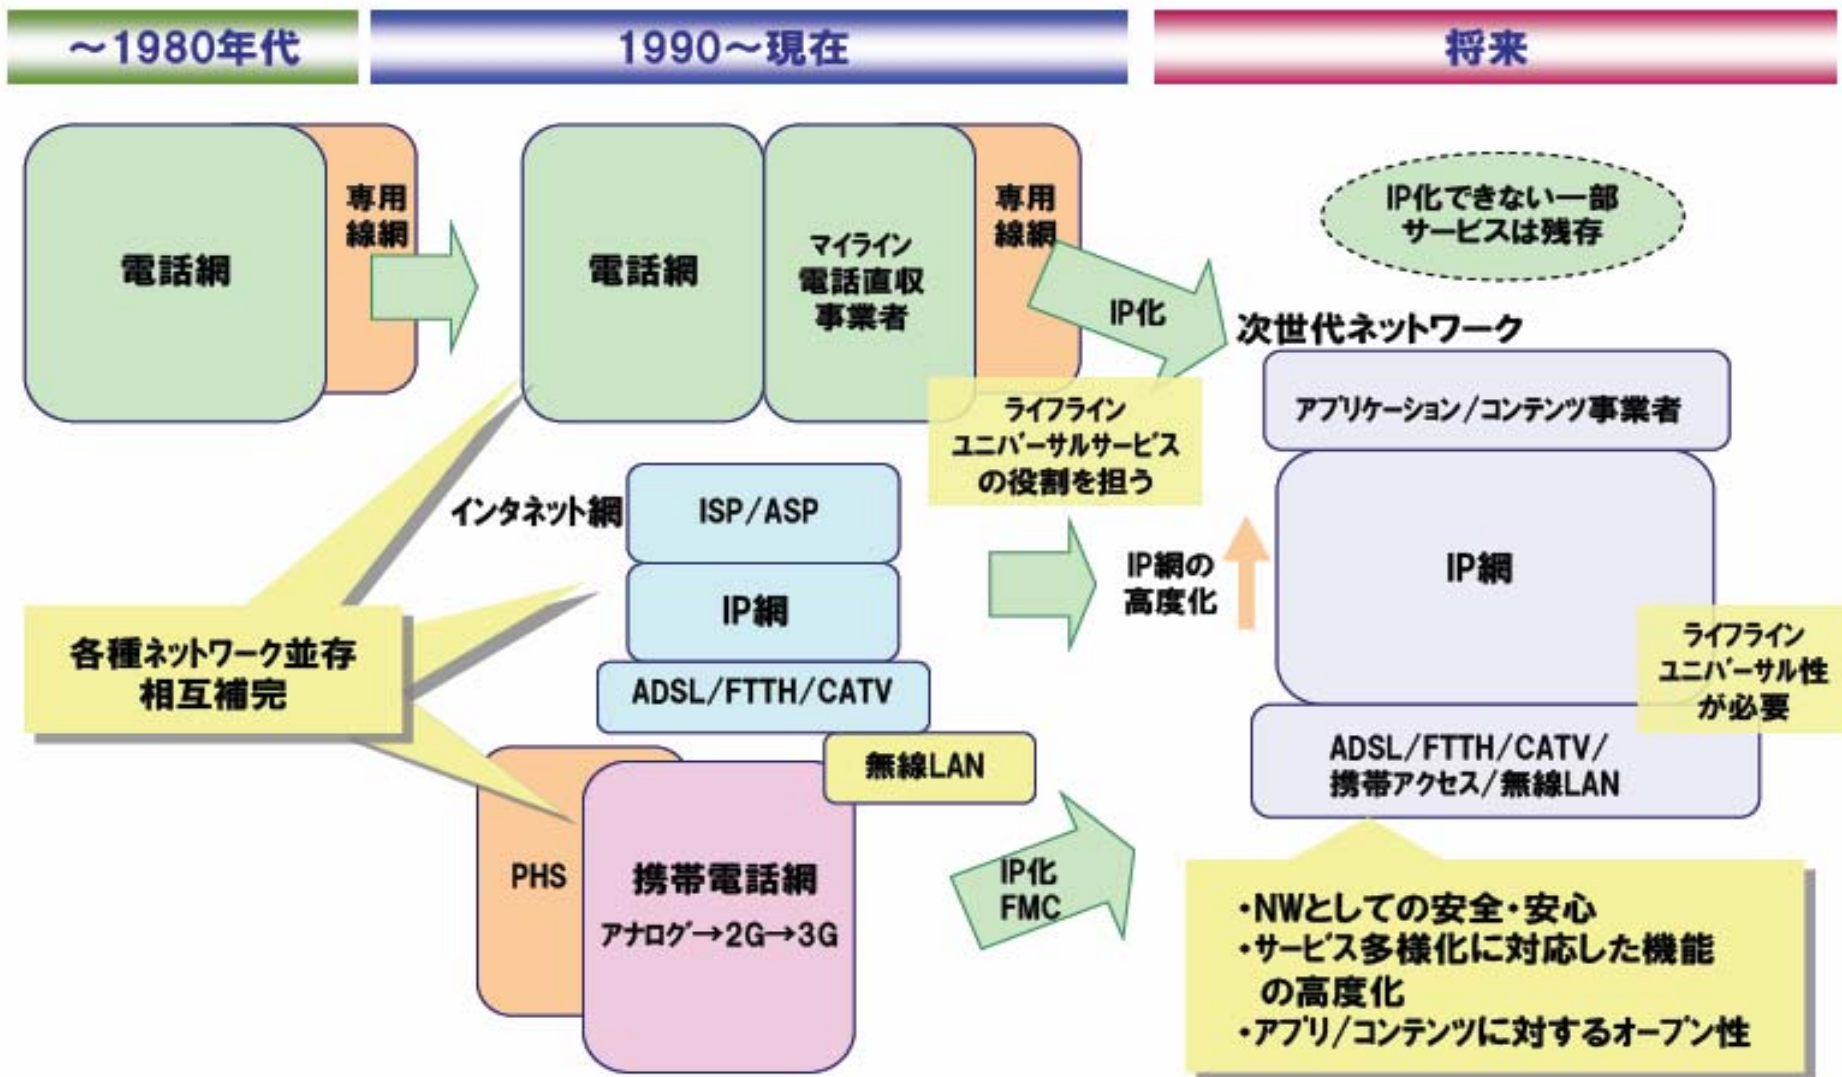 ～1980年代
1990～現在
将来
電話網
専用
線網
電話網
マイライン
電話直収
事業者
専用
線網
IP化
IP化できない一部
サービスは残存
次世代ネットワーク
アプリケーション/コンテンツ事業者
ライフライン
ユニバーサルサービス
の役割を担う
インタネット網
ISP/ASP
IP網
ADSL/FTTH/CATV
IP網の
高度化
IP網
ライフライン
ユニバーサル性
が必要
各種ネットワーク並存
相互補完
無線LAN
PHS
携帯電話網
アナログ→2G→3G
IP化
FMC
ADSL/FTTH/CATV/
携帯アクセス/無線LAN
・NWとしての安全・安心
・サービス多様化に対応した機能
の高度化
・アプリ/コンテンツに対するオープン性